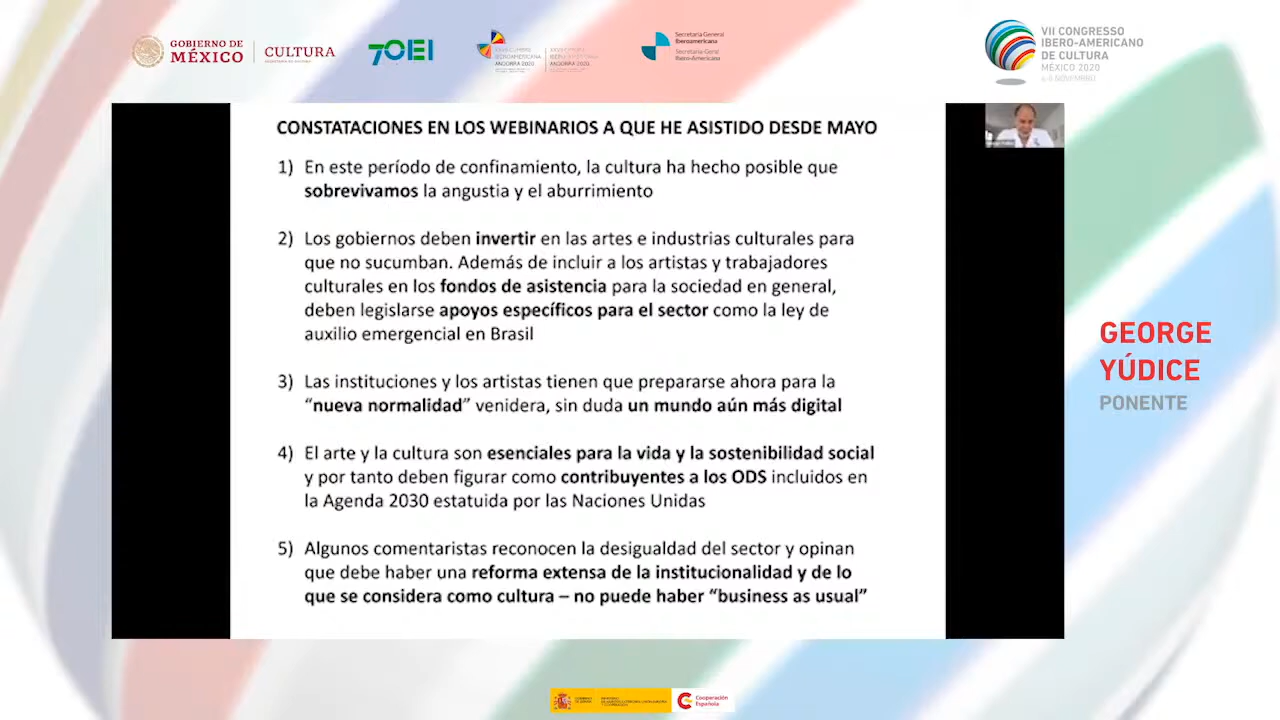 GOBIERNO DE
MÉXICO
CULTURA
7OEI
ANDORRA 2020
ANDORRA 2020
Secretaría General
Iberoamericana
Secretaria-Geral
Ibero-Americana
VII CONGRESSO
IBERO-AMERICANO
DE CULTURA
MÉXICO 2020
CONSTATACIONES EN LOS WEBINARIOS A QUE HE ASISTIDO DESDE MAYO
1) En este período de confinamiento, la cultura ha hecho posible que
sobrevivamos la angustia y el aburrimiento
2) Los gobiernos deben invertir en las artes e industrias culturales para
que no sucumban. Además de incluir a los artistas y trabajadores
culturales en los fondos de asistencia para la sociedad en general,
deben legislarse apoyos específicos para el sector como la ley de
auxilio emergencial en Brasil
3) Las instituciones y los artistas tienen que prepararse ahora para la
“nueva normalidad” venidera, sin duda un mundo aún más digital
4) El arte y la cultura son esenciales para la vida y la sostenibilidad social
y por tanto deben figurar como contribuyentes a los ODS incluidos en
la Agenda 2030 estatuida por las Naciones Unidas
5) Algunos comentaristas reconocen la desigualdad del sector y opinan
que debe haber una reforma extensa de la institucionalidad y de lo
que se considera como cultura – no puede haber “business as usual”
GEORGE
YÚDICE
PONENTE
Cooperación
Española